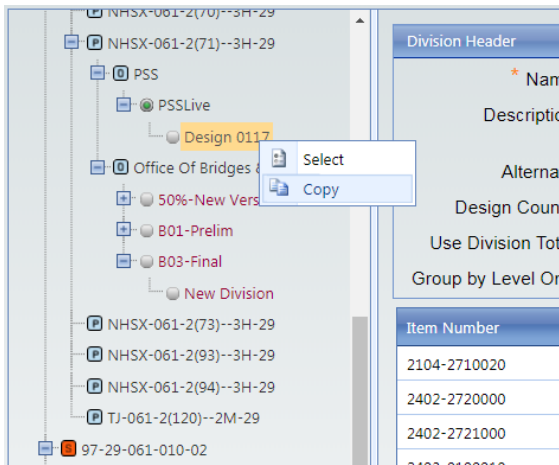 NHSX-061-2(70)--3H-29
NHSX-061-2(71)--3H-29
PSS
PSSLive
Design 0117
Office Of Bridges &
50%-New Vers
B01-Prelim
B03-Final
New Division
NHSX-061-2(73)--3H-29
NHSX-061-2(93)--3H-29
NHSX-061-2(94)--3H-29
TJ-061-2(120)--2M-29
97-29-061-010-02
Select
Copy
Division Header
* Nam
Descriptio
Alterna
Design Coun
Use Division Tot
Group by Level On
Item Number
2104-2710020
2402-2720000
2402-2721000